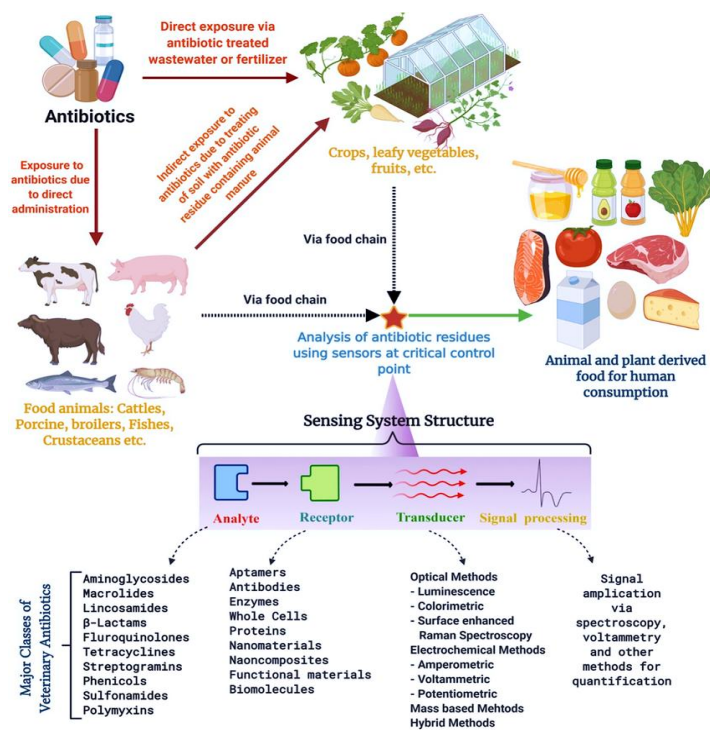 Direct exposure via
antibiotic treated
wastewater or fertilizer
Antibiotics
Exposure to
antibiotics due
to direct
administration
Indirect exposure to
antibiotics due to treating
of soil with antibiotic
residue containing animal
manure
Crops, leafy vegetables,
fruits, etc.
Via food chain
Via food chain
Analysis of antibiotic residues
using sensors at critical control
point
Animal and plant derived
food for human
consumption
Food animals: Cattles,
Porcine, broilers, Fishes,
Crustaceans etc.
Sensing System Structure
Analyte
Receptor
Transducer
Signal processing
Major Classes of
Veterinary Antibiotics
Aminoglycosides
Macrolides
Lincosamides
β-Lactams
Fluroquinolones
Tetracyclines
Streptogramins
Phenicols
Sulfonamides
Polymyxins
Aptamers
Antibodies
Enzymes
Whole Cells
Proteins
Nanomaterials
Naoncomposites
Functional materials
Biomolecules
Optical Methods
- Luminescence
- Colorimetric
- Surface enhanced
Raman Spectroscopy
Electrochemical Methods
- Amperometric
- Voltammetric
- Potentiometric
Mass based Mehtods
Hybrid Methods
Signal
amplication
via
spectroscopy,
voltammetry
and other
methods for
quantification